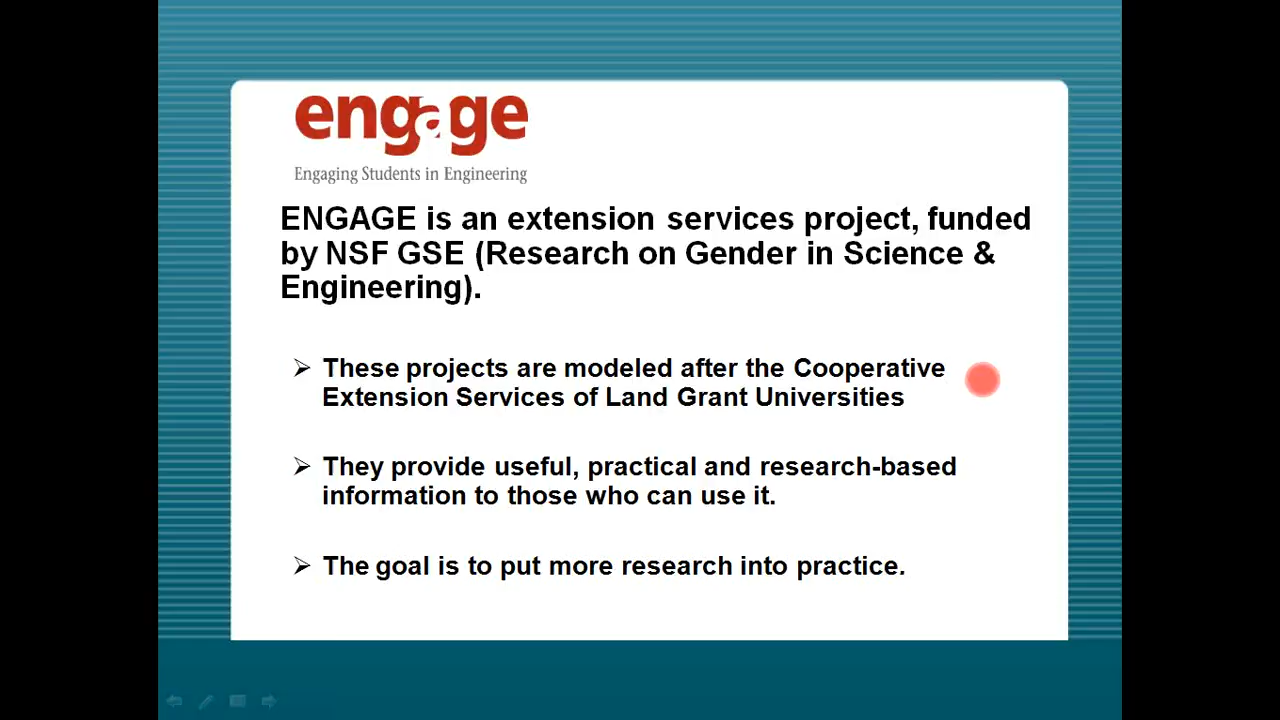 engage
Engaging Students in Engineering
ENGAGE is an extension services project, funded
by NSF GSE (Research on Gender in Science &
Engineering).
➢ These projects are modeled after the Cooperative
Extension Services of Land Grant Universities
➢ They provide useful, practical and research-based
information to those who can use it.
➢ The goal is to put more research into practice.